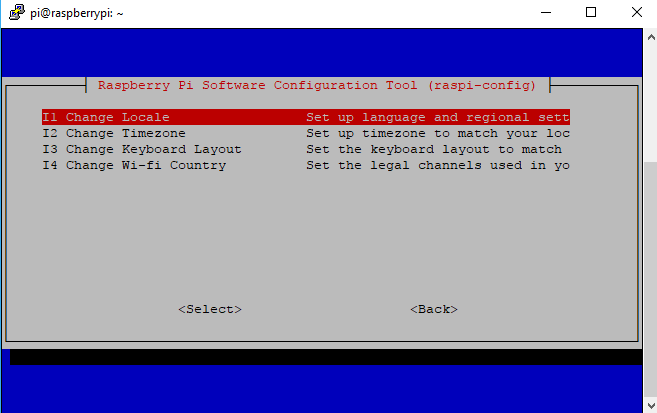 pi@raspberrypi: ~
Raspberry Pi Software Configuration Tool (raspi-config)
I1 Change Locale Set up language and regional sett
I2 Change Timezone Set up timezone to match your loc
I3 Change Keyboard Layout Set the keyboard layout to match
I4 Change Wi-fi Country Set the legal channels used in yo
<Select> <Back>